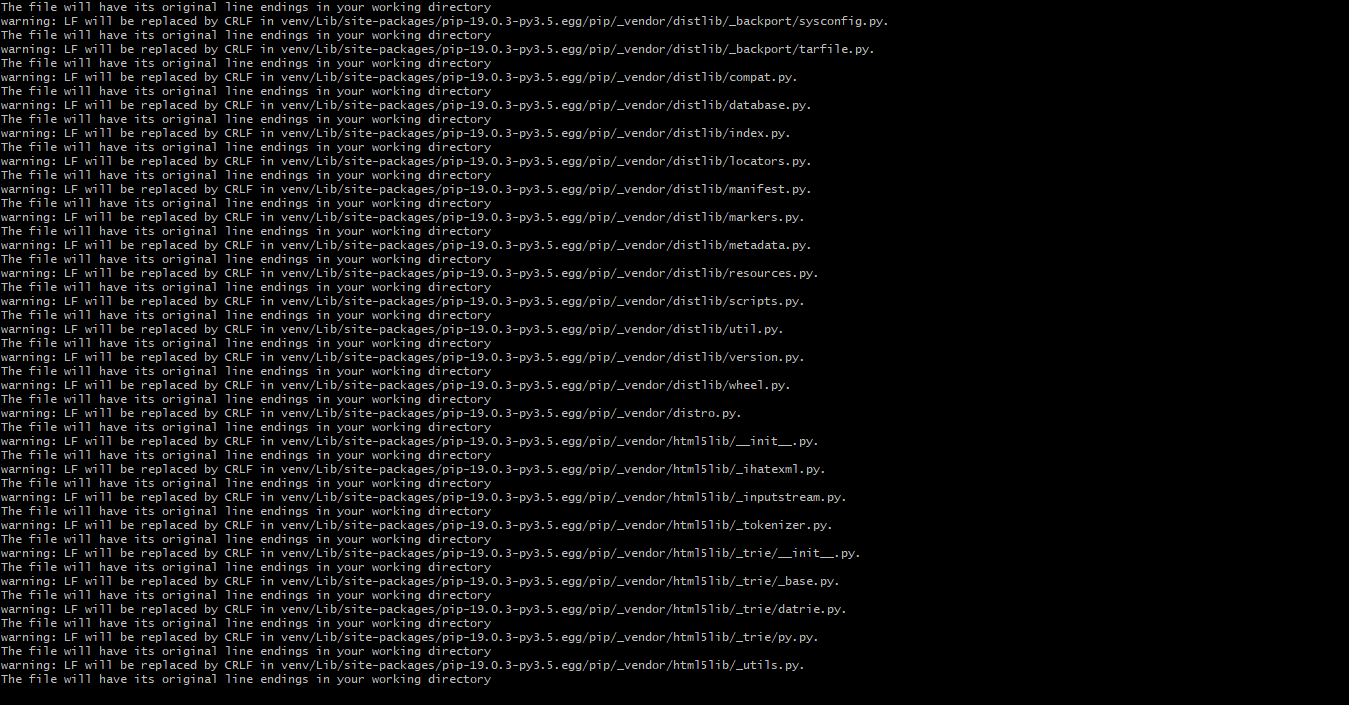 The file will have its original line endings in your working directory
warning: LF will be replaced by CRLF in venv/Lib/site-packages/pip-19.0.3-py3.5.egg/pip/_vendor/distlib/_backport/sysconfig.py.
The file will have its original line endings in your working directory
warning: LF will be replaced by CRLF in venv/Lib/site-packages/pip-19.0.3-py3.5.egg/pip/_vendor/distlib/_backport/tarfile.py.
The file will have its original line endings in your working directory
warning: LF will be replaced by CRLF in venv/Lib/site-packages/pip-19.0.3-py3.5.egg/pip/_vendor/distlib/compat.py.
The file will have its original line endings in your working directory
warning: LF will be replaced by CRLF in venv/Lib/site-packages/pip-19.0.3-py3.5.egg/pip/_vendor/distlib/database.py.
The file will have its original line endings in your working directory
warning: LF will be replaced by CRLF in venv/Lib/site-packages/pip-19.0.3-py3.5.egg/pip/_vendor/distlib/index.py.
The file will have its original line endings in your working directory
warning: LF will be replaced by CRLF in venv/Lib/site-packages/pip-19.0.3-py3.5.egg/pip/_vendor/distlib/locators.py.
The file will have its original line endings in your working directory
warning: LF will be replaced by CRLF in venv/Lib/site-packages/pip-19.0.3-py3.5.egg/pip/_vendor/distlib/manifest.py.
The file will have its original line endings in your working directory
warning: LF will be replaced by CRLF in venv/Lib/site-packages/pip-19.0.3-py3.5.egg/pip/_vendor/distlib/markers.py.
The file will have its original line endings in your working directory
warning: LF will be replaced by CRLF in venv/Lib/site-packages/pip-19.0.3-py3.5.egg/pip/_vendor/distlib/metadata.py.
The file will have its original line endings in your working directory
warning: LF will be replaced by CRLF in venv/Lib/site-packages/pip-19.0.3-py3.5.egg/pip/_vendor/distlib/resources.py.
The file will have its original line endings in your working directory
warning: LF will be replaced by CRLF in venv/Lib/site-packages/pip-19.0.3-py3.5.egg/pip/_vendor/distlib/scripts.py.
The file will have its original line endings in your working directory
warning: LF will be replaced by CRLF in venv/Lib/site-packages/pip-19.0.3-py3.5.egg/pip/_vendor/distlib/util.py.
The file will have its original line endings in your working directory
warning: LF will be replaced by CRLF in venv/Lib/site-packages/pip-19.0.3-py3.5.egg/pip/_vendor/distlib/version.py.
The file will have its original line endings in your working directory
warning: LF will be replaced by CRLF in venv/Lib/site-packages/pip-19.0.3-py3.5.egg/pip/_vendor/distlib/wheel.py.
The file will have its original line endings in your working directory
warning: LF will be replaced by CRLF in venv/Lib/site-packages/pip-19.0.3-py3.5.egg/pip/_vendor/distro.py.
The file will have its original line endings in your working directory
warning: LF will be replaced by CRLF in venv/Lib/site-packages/pip-19.0.3-py3.5.egg/pip/_vendor/html5lib/__init__.py.
The file will have its original line endings in your working directory
warning: LF will be replaced by CRLF in venv/Lib/site-packages/pip-19.0.3-py3.5.egg/pip/_vendor/html5lib/_ihatexml.py.
The file will have its original line endings in your working directory
warning: LF will be replaced by CRLF in venv/Lib/site-packages/pip-19.0.3-py3.5.egg/pip/_vendor/html5lib/_inputstream.py.
The file will have its original line endings in your working directory
warning: LF will be replaced by CRLF in venv/Lib/site-packages/pip-19.0.3-py3.5.egg/pip/_vendor/html5lib/_tokenizer.py.
The file will have its original line endings in your working directory
warning: LF will be replaced by CRLF in venv/Lib/site-packages/pip-19.0.3-py3.5.egg/pip/_vendor/html5lib/_trie/__init__.py.
The file will have its original line endings in your working directory
warning: LF will be replaced by CRLF in venv/Lib/site-packages/pip-19.0.3-py3.5.egg/pip/_vendor/html5lib/_trie/_base.py.
The file will have its original line endings in your working directory
warning: LF will be replaced by CRLF in venv/Lib/site-packages/pip-19.0.3-py3.5.egg/pip/_vendor/html5lib/_trie/datrie.py.
The file will have its original line endings in your working directory
warning: LF will be replaced by CRLF in venv/Lib/site-packages/pip-19.0.3-py3.5.egg/pip/_vendor/html5lib/_trie/py.py.
The file will have its original line endings in your working directory
warning: LF will be replaced by CRLF in venv/Lib/site-packages/pip-19.0.3-py3.5.egg/pip/_vendor/html5lib/_utils.py.
The file will have its original line endings in your working directory